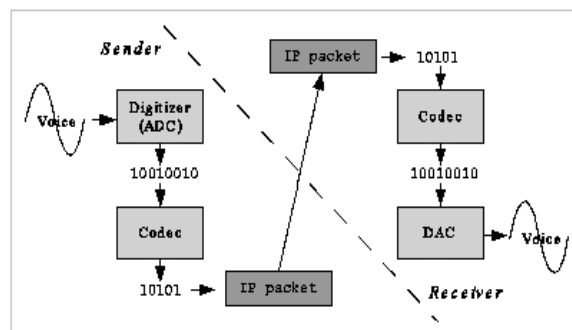 Sender
Voice
Digitizer
(ADC)
10010010
Codec
10101
IP packet
IP packet
10101
Codec
10010010
DAC
Voice
Receiver